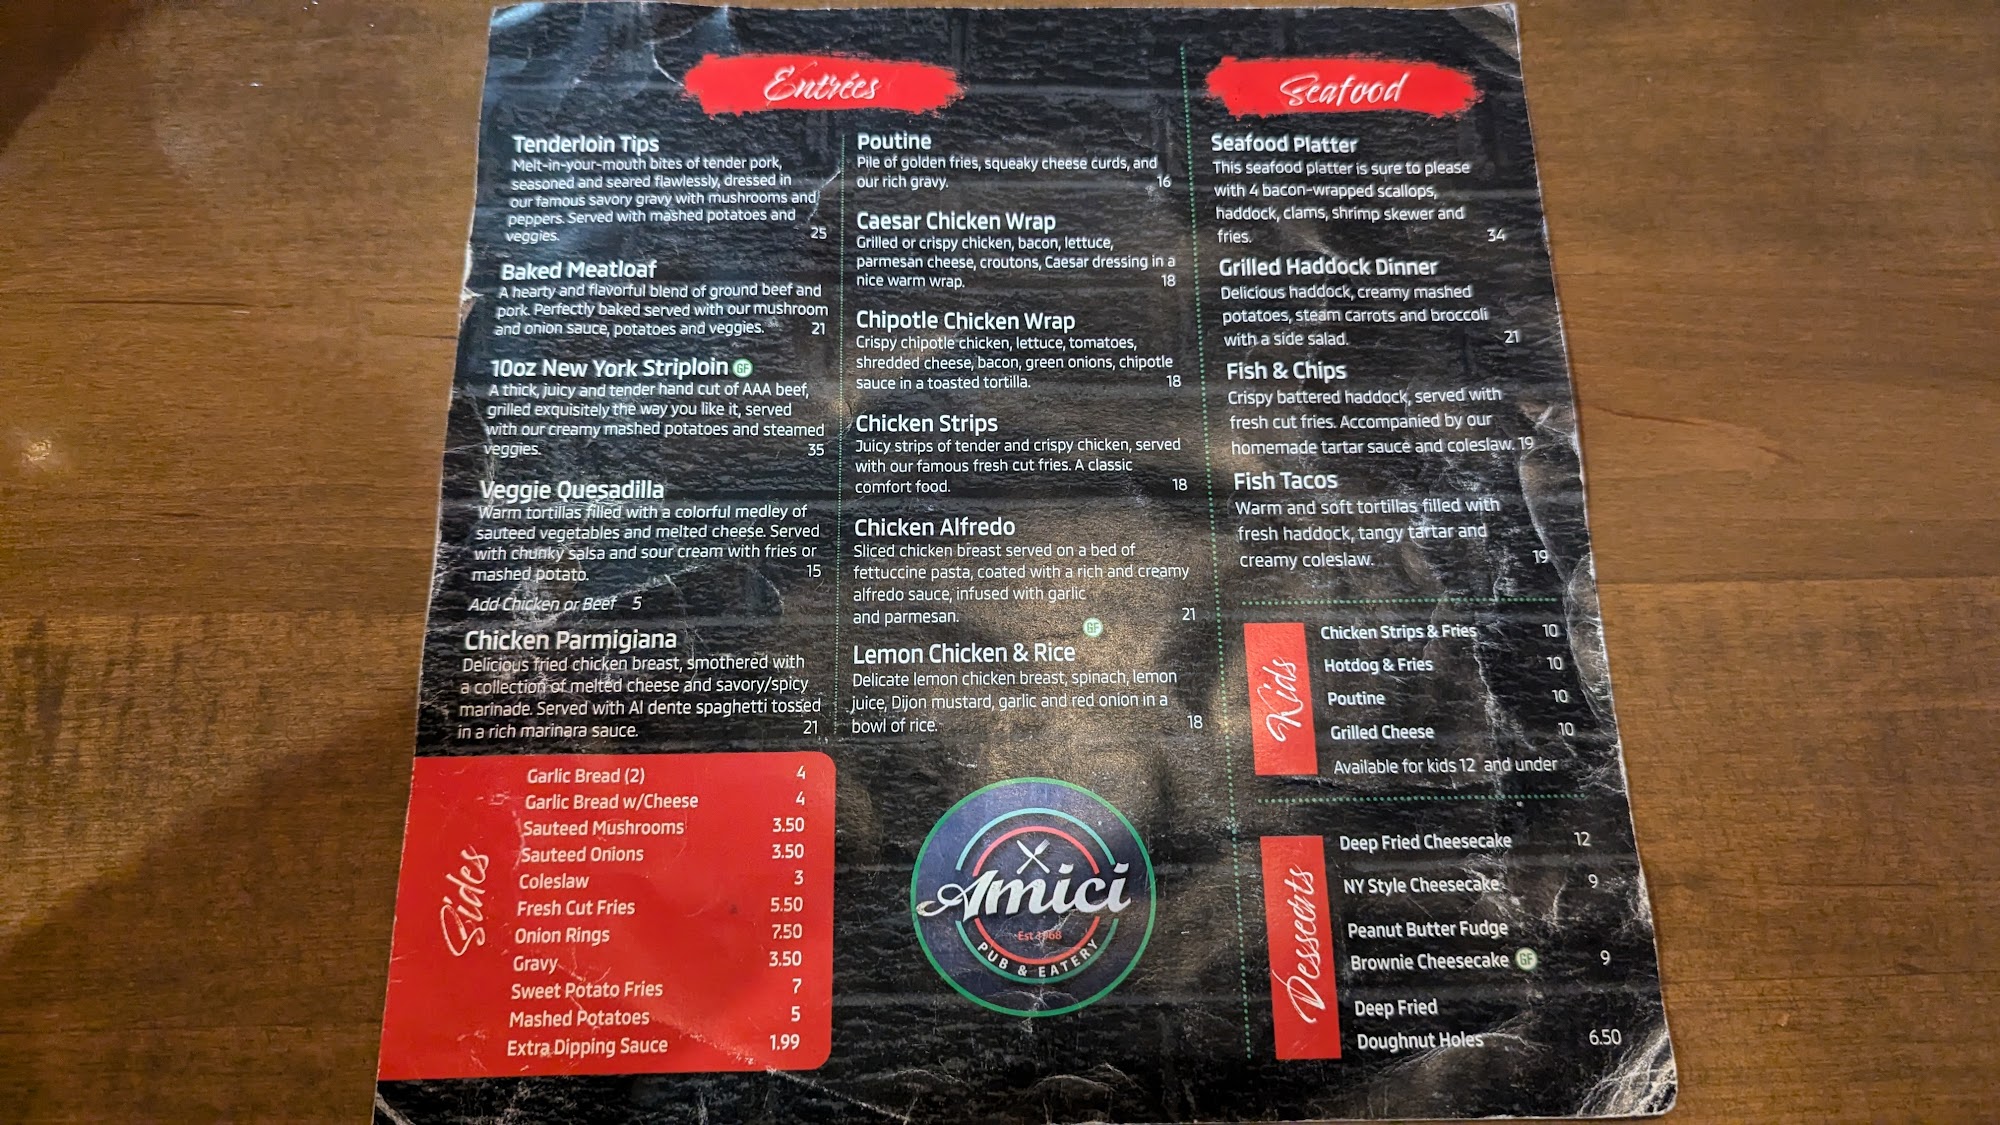 Entrées
Tenderloin Tips
Melt-in-your-mouth bites of tender pork,
seasoned and seared flawlessly, dressed in
our famous savory gravy with mushrooms and
peppers. Served with mashed potatoes and
veggies. 25
Baked Meatloaf
A hearty and flavorful blend of ground beef and
pork. Perfectly baked served with our mushroom
and onion sauce, potatoes and veggies. 21
10oz New York Striploin GF
A thick, juicy and tender hand cut of AAA beef,
grilled exquisitely the way you like it, served
with our creamy mashed potatoes and steamed
veggies. 35
Veggie Quesadilla
Warm tortillas filled with a colorful medley of
sauteed vegetables and melted cheese. Served
with chunky salsa and sour cream with fries or
mashed potato. 15
Add Chicken or Beef 5
Chicken Parmigiana
Delicious fried chicken breast, smothered with
a collection of melted cheese and savory/spicy
marinade. Served with Al dente spaghetti tossed
in a rich marinara sauce. 21
Poutine
Pile of golden fries, squeaky cheese curds, and
our rich gravy. 16
Caesar Chicken Wrap
Grilled or crispy chicken, bacon, lettuce,
parmesan cheese, croutons, Caesar dressing in a
nice warm wrap. 18
Chipotle Chicken Wrap
Crispy chipotle chicken, lettuce, tomatoes,
shredded cheese, bacon, green onions, chipotle
sauce in a toasted tortilla. 18
Chicken Strips
Juicy strips of tender and crispy chicken, served
with our famous fresh cut fries. A classic
comfort food. 18
Chicken Alfredo
Sliced chicken breast served on a bed of
fettuccine pasta, coated with a rich and creamy
alfredo sauce, infused with garlic
and parmesan. 21
GF
Lemon Chicken & Rice
Delicate lemon chicken breast, spinach, lemon
juice, Dijon mustard, garlic and red onion in a
bowl of rice. 18
Seafood
Seafood Platter
This seafood platter is sure to please
with 4 bacon-wrapped scallops,
haddock, clams, shrimp skewer and
fries. 34
Grilled Haddock Dinner
Delicious haddock, creamy mashed
potatoes, steam carrots and broccoli
with a side salad. 21
Fish & Chips
Crispy battered haddock, served with
fresh cut fries. Accompanied by our
homemade tartar sauce and coleslaw. 19
Fish Tacos
Warm and soft tortillas filled with
fresh haddock, tangy tartar and
creamy coleslaw. 19
Kids
Chicken Strips & Fries 10
Hotdog & Fries 10
Poutine 10
Grilled Cheese 10
Available for kids 12 and under
Desserts
Deep Fried Cheesecake 12
NY Style Cheesecake 9
Peanut Butter Fudge
Brownie Cheesecake GF 9
Deep Fried
Doughnut Holes 6.50
Sides
Garlic Bread (2) 4
Garlic Bread w/Cheese 4
Sauteed Mushrooms 3.50
Sauteed Onions 3.50
Coleslaw 3
Fresh Cut Fries 5.50
Onion Rings 7.50
Gravy 3.50
Sweet Potato Fries 7
Mashed Potatoes 5
Extra Dipping Sauce 1.99
Amici
Est 1968
PUB & EATERY